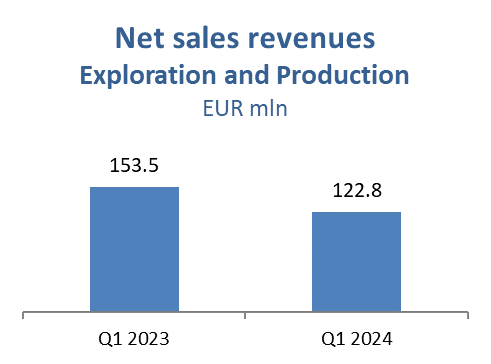 Net sales revenues
Exploration and Production
EUR mln
153.5
122.8
Q1 2023
Q1 2024